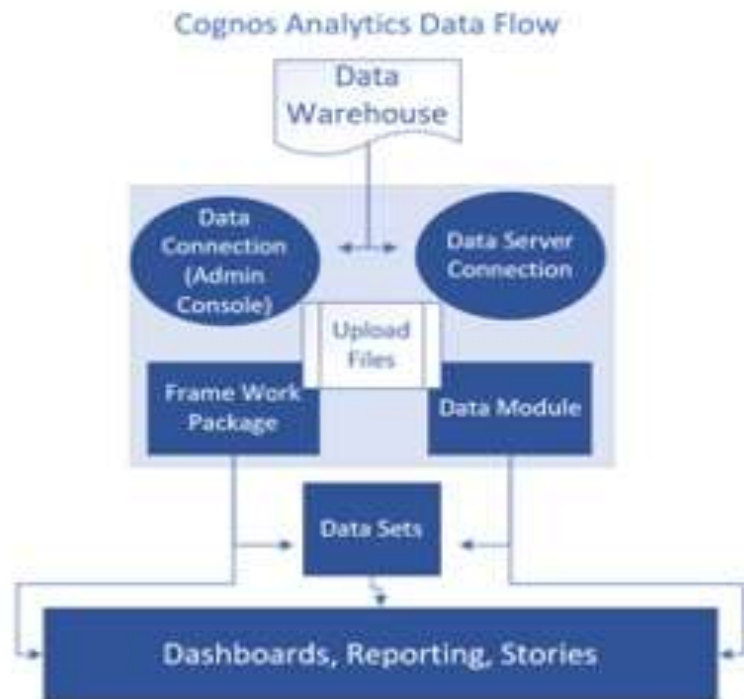 Cognos Analytics Data Flow
Data
Warehouse
Data
Connection
(Admin
Console)
Data Server
Connection
Upload
Files
Frame Work
Package
Data Module
Data Sets
Dashboards, Reporting, Stories